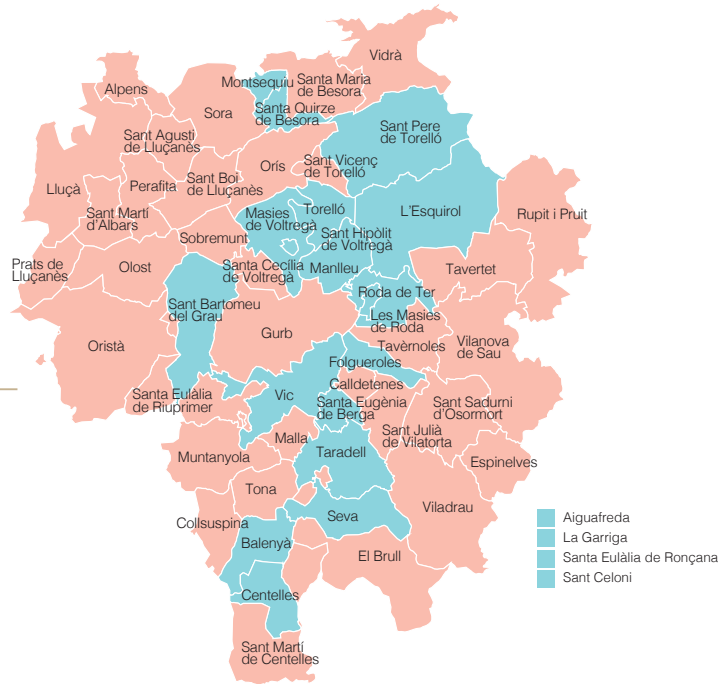 Vidrà
Alpens
Montsequiu
Santa Maria
de Besora
Sora
Santa Quirze
de Besora
Sant Pere
de Torelló
Sant Agusti
de Lluçanès
Orís
Sant Vicenç
de Torelló
Lluçà
Perafita
Sant Boi
de Lluçanès
Sant Martí
d'Albars
Masies
de Voltregà
Torelló
L'Esquirol
Rupit i Pruit
Sobremunt
Sant Hipòlit
de Voltregà
Prats de
Lluçanès
Olost
Santa Cecília
de Voltregà
Manlleu
Tavertet
Sant Bartomeu
del Grau
Roda de Ter
Les Masies
de Roda
Oristà
Gurb
Tavèrnoles
Vilanova
de Sau
Folgueroles
Calldetenes
Santa Eulàlia
de Riuprimer
Vic
Santa Eugènia
de Berga
Sant Sadurni
d'Osormort
Malla
Sant Julià
de Vilatorta
Muntanyola
Taradell
Espinelves
Tona
Viladrau
Collsuspina
Seva
Balenyà
El Brull
Centelles
Sant Martí
de Centelles
Aiguafreda
La Garriga
Santa Eulàlia de Ronçana
Sant Celoni